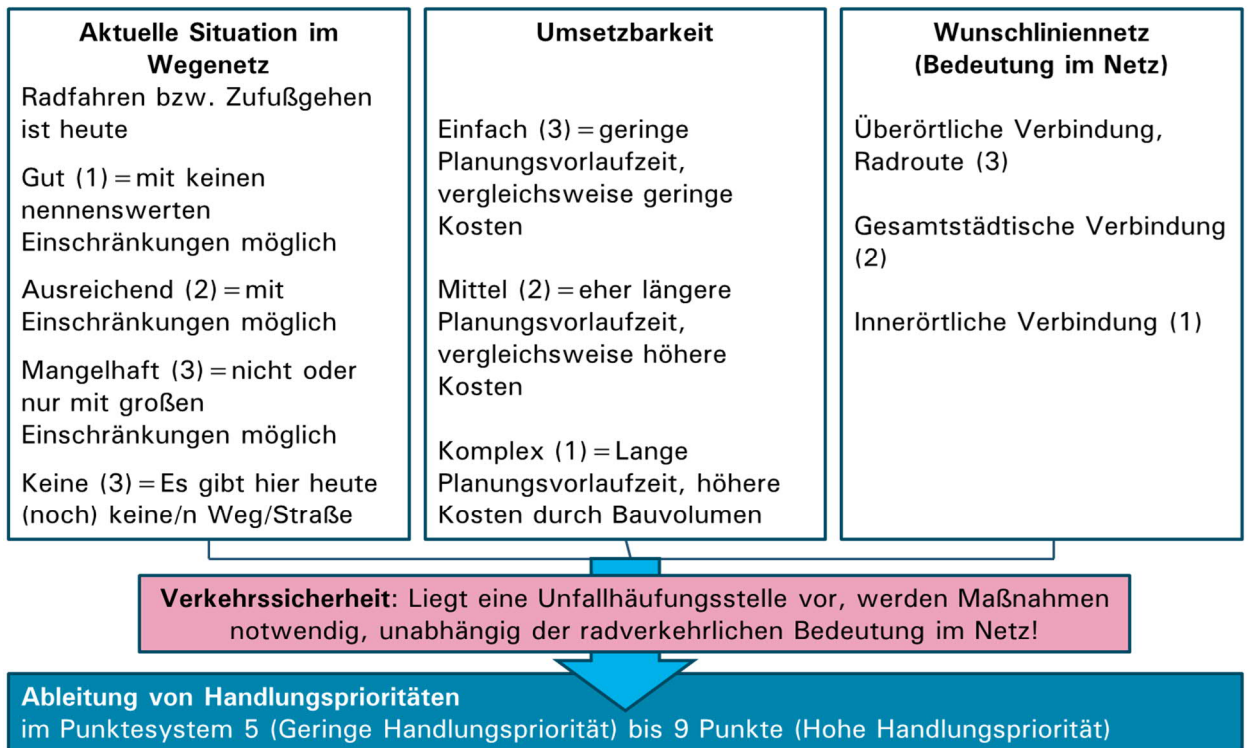 Aktuelle Situation im
Wegenetz
Radfahren bzw. Zufußgehen
ist heute
Gut (1) = mit keinen
nennenswerten
Einschränkungen möglich
Ausreichend (2) = mit
Einschränkungen möglich
Mangelhaft (3) = nicht oder
nur mit großen
Einschränkungen möglich
Keine (3) = Es gibt hier heute
(noch) keine/n Weg/Straße
Umsetzbarkeit
Einfach (3) = geringe
Planungsvorlaufzeit,
vergleichsweise geringe
Kosten
Mittel (2) = eher längere
Planungsvorlaufzeit,
vergleichsweise höhere
Kosten
Komplex (1) = Lange
Planungsvorlaufzeit, höhere
Kosten durch Bauvolumen
Wunschliniennetz
(Bedeutung im Netz)
Überörtliche Verbindung,
Radroute (3)
Gesamtstädtische Verbindung
(2)
Innerörtliche Verbindung (1)
Verkehrssicherheit: Liegt eine Unfallhäufungsstelle vor, werden Maßnahmen
notwendig, unabhängig der radverkehrlichen Bedeutung im Netz!
Ableitung von Handlungsprioritäten
im Punktesystem 5 (Geringe Handlungspriorität) bis 9 Punkte (Hohe Handlungspriorität)